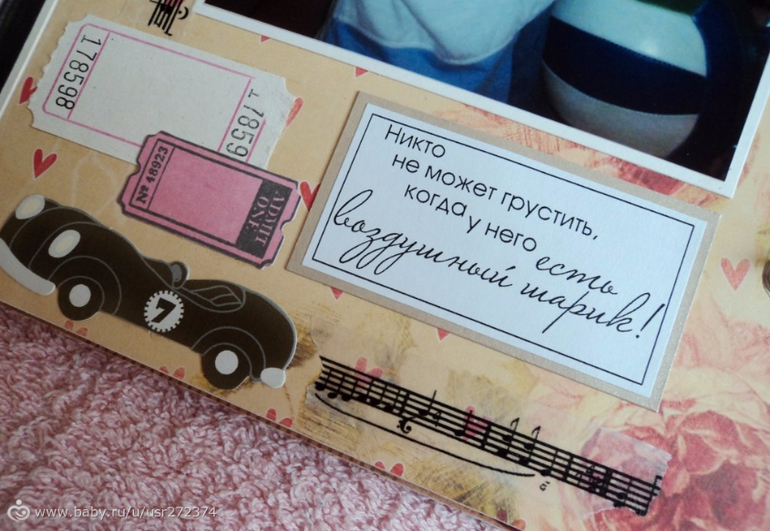 178598
178598
№ 48923
ADMIT
ONE
Никто
не может грустить,
когда у него есть
воздушный шарик!
7
www.baby.ru/u/usr272374